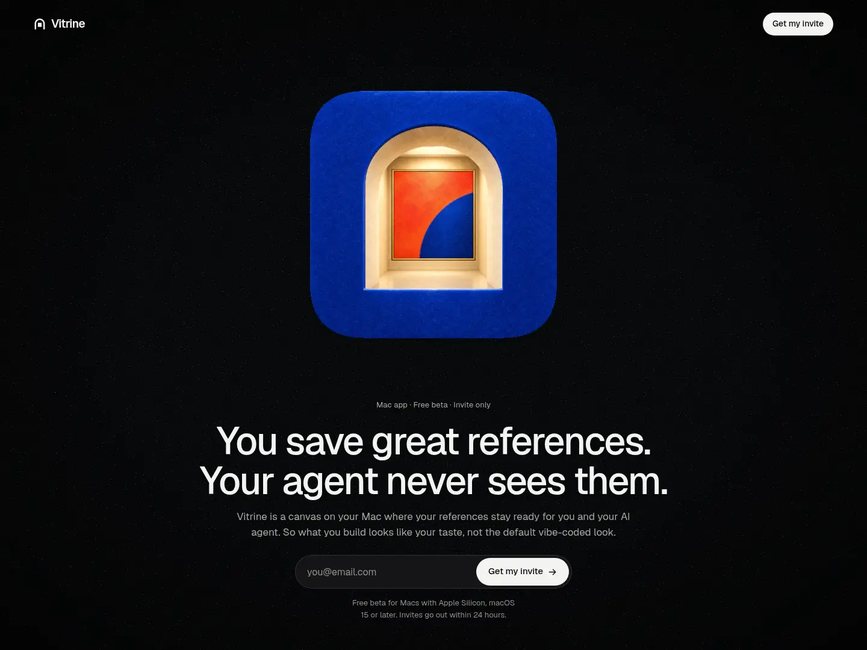 Vitrine
Get my invite
Mac app · Free beta · Invite only
You save great references.
Your agent never sees them.
Vitrine is a canvas on your Mac where your references stay ready for you and your AI
agent. So what you build looks like your taste, not the default vibe-coded look.
you@email.com
Get my invite →
Free beta for Macs with Apple Silicon, macOS
15 or later. Invites go out within 24 hours.